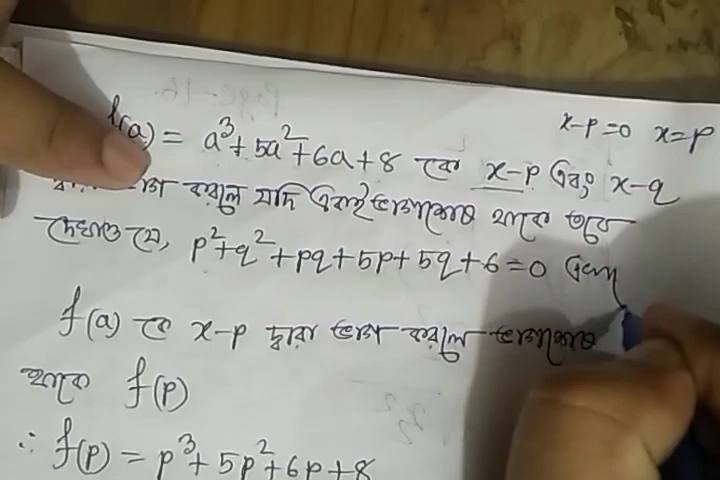 x-p=0 x=p
f(a) = a³+5a²+6a+8 কে x-p এবং x-q
করলে যদি একই ভাগশেষ থাকে তবে
দেখাও যে, p²+q²+pq+5p+5q+6=0
f(a) কে x-p দ্বারা ভাগ করলে ভাগশেষ
থাকে f(p)
∴ f(p) = p³+5p²+6p+8